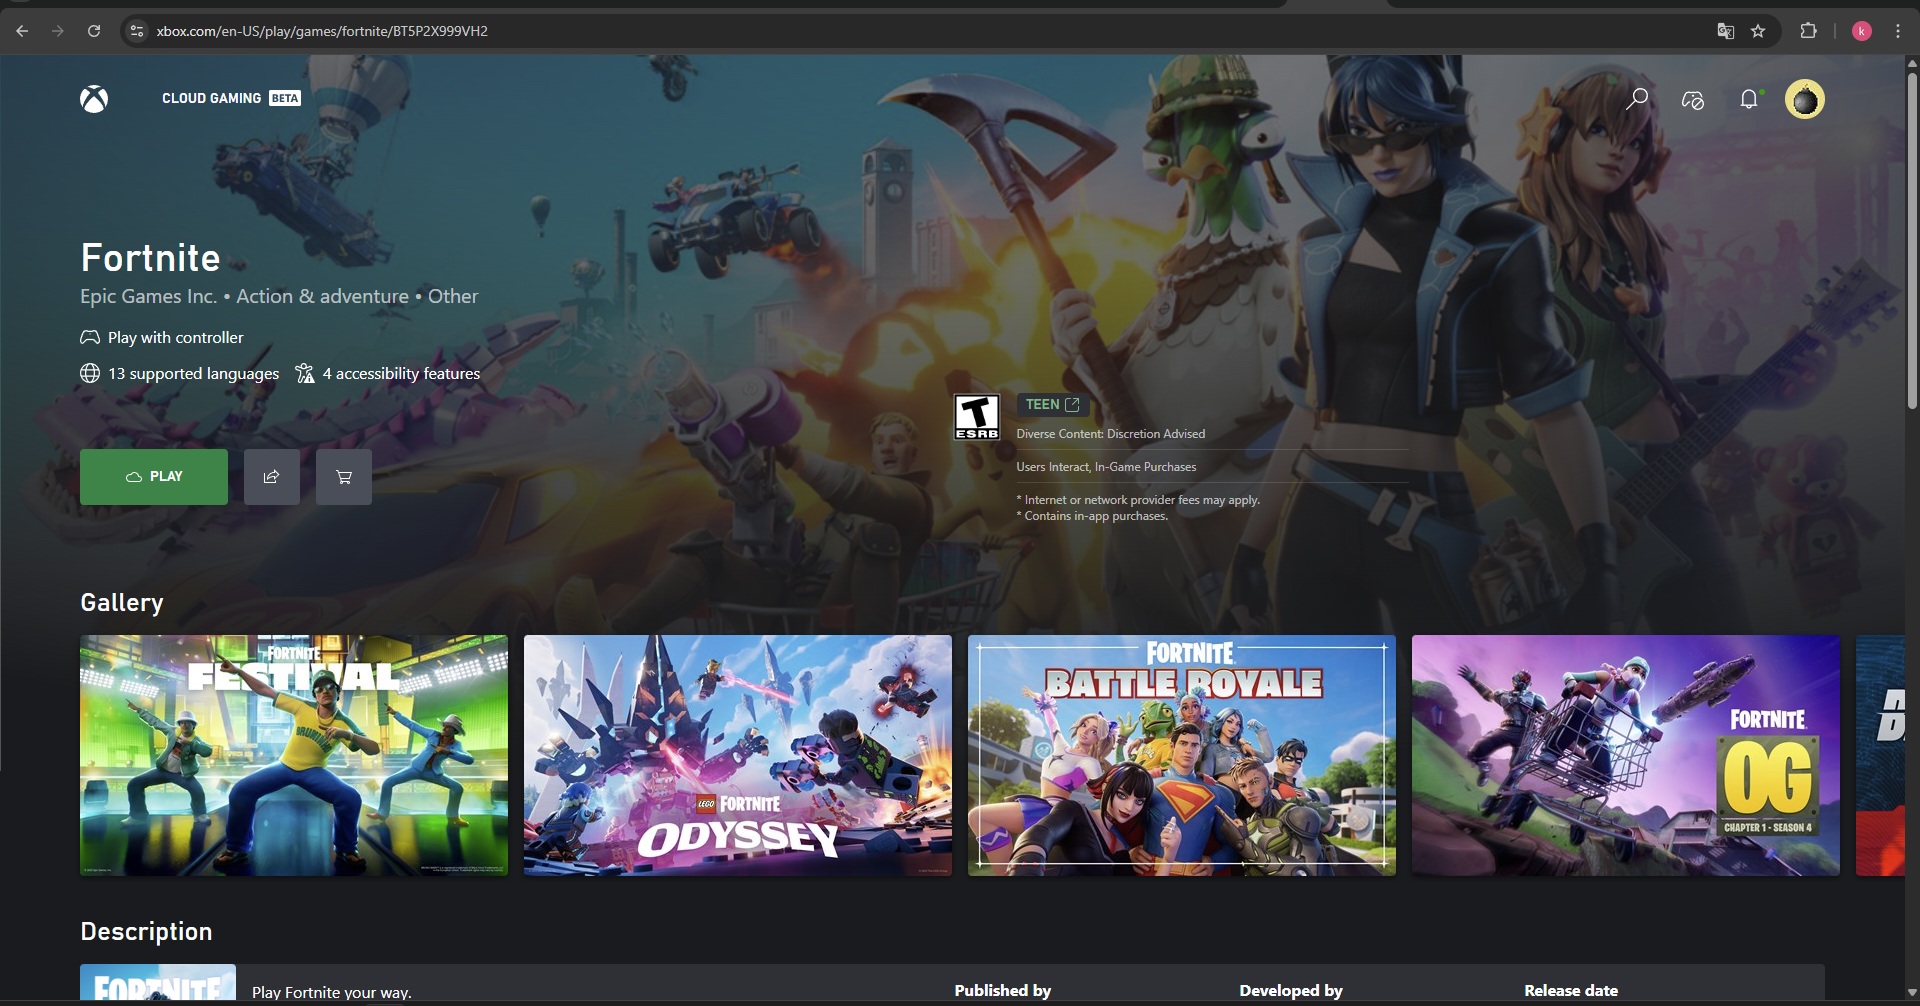 xbox.com/en-US/play/games/fortnite/BT5P2X999VH2
k
CLOUD GAMING BETA
Fortnite
Epic Games Inc. • Action & adventure • Other
Play with controller
13 supported languages 4 accessibility features
PLAY
T
ESRB
TEEN
Diverse Content: Discretion Advised
Users Interact, In-Game Purchases
* Internet or network provider fees may apply.
* Contains in-app purchases.
Gallery
FORTNITE
FESTIVAL
LEGO FORTNITE
ODYSSEY
FORTNITE
BATTLE ROYALE
FORTNITE
OG
CHAPTER 1 - SEASON 4
Description
FORTNITE
Play Fortnite your way.
Published by
Developed by
Release date